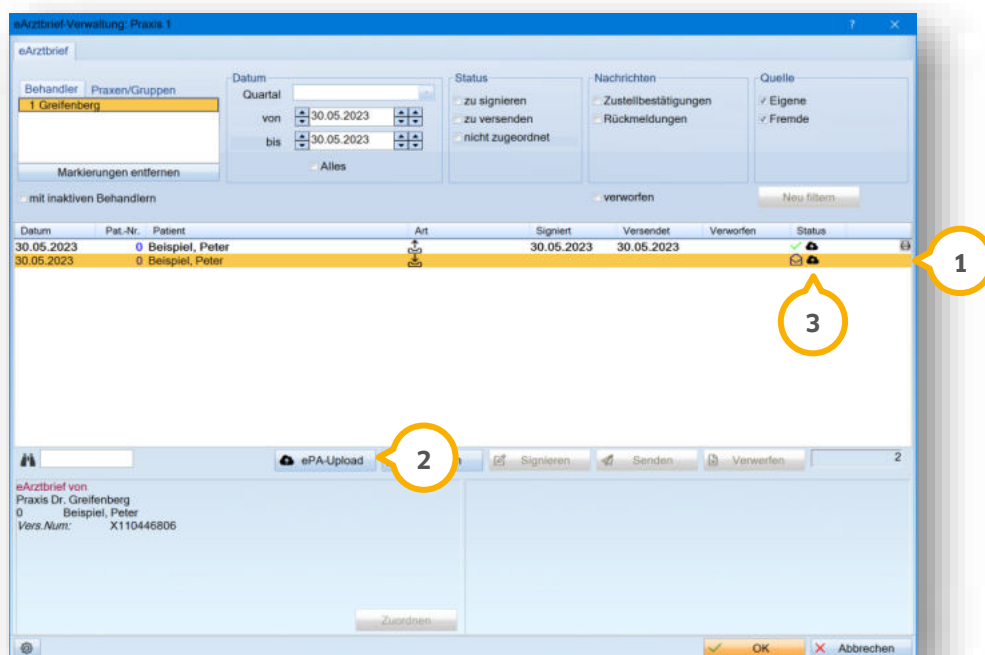 eArztbrief-Verwaltung: Praxis 1 ?
eArztbrief
Behandler Praxen/Gruppen
1 Greifenberg
Markierungen entfernen
mit inaktiven Behandlern
Datum
Quartal
von 30.05.2023
bis 30.05.2023
Alles
Status
zu signieren
zu versenden
nicht zugeordnet
Nachrichten
Zustellbestätigungen
Rückmeldungen
verworfen
Quelle
Eigene
Fremde
Neu filtern
Datum Pat.-Nr. Patient Art Signiert Versendet Verworfen Status
30.05.2023 0 Beispiel, Peter 30.05.2023 30.05.2023
30.05.2023 0 Beispiel, Peter
1
3
ePA-Upload 2 Signieren Senden Verwerfen 2
eArztbrief von
Praxis Dr. Greifenberg
0 Beispiel, Peter
Vers.Num: X110446806
Zuordnen
OK Abbrechen